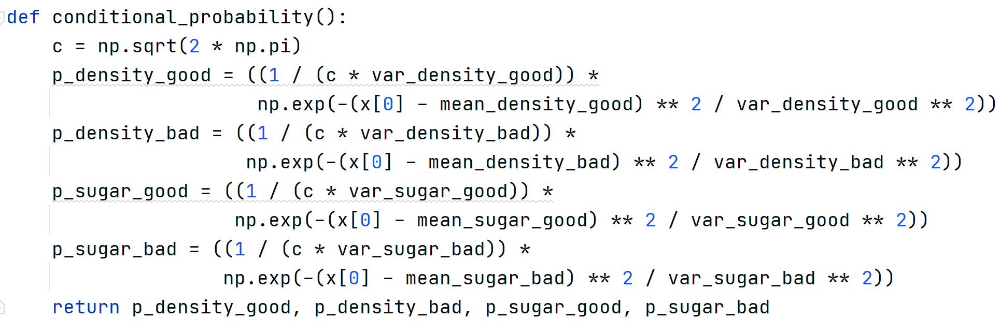 def conditional_probability():
    c = np.sqrt(2 * np.pi)
    p_density_good = ((1 / (c * var_density_good)) *
                      np.exp(-(x[0] - mean_density_good) ** 2 / var_density_good ** 2))
    p_density_bad = ((1 / (c * var_density_bad)) *
                     np.exp(-(x[0] - mean_density_bad) ** 2 / var_density_bad ** 2))
    p_sugar_good = ((1 / (c * var_sugar_good)) *
                    np.exp(-(x[0] - mean_sugar_good) ** 2 / var_sugar_good ** 2))
    p_sugar_bad = ((1 / (c * var_sugar_bad)) *
                   np.exp(-(x[0] - mean_sugar_bad) ** 2 / var_sugar_bad ** 2))
    return p_density_good, p_density_bad, p_sugar_good, p_sugar_bad